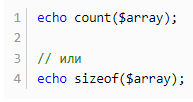 1 echo count($array);
2
3 // или
4 echo sizeof($array);